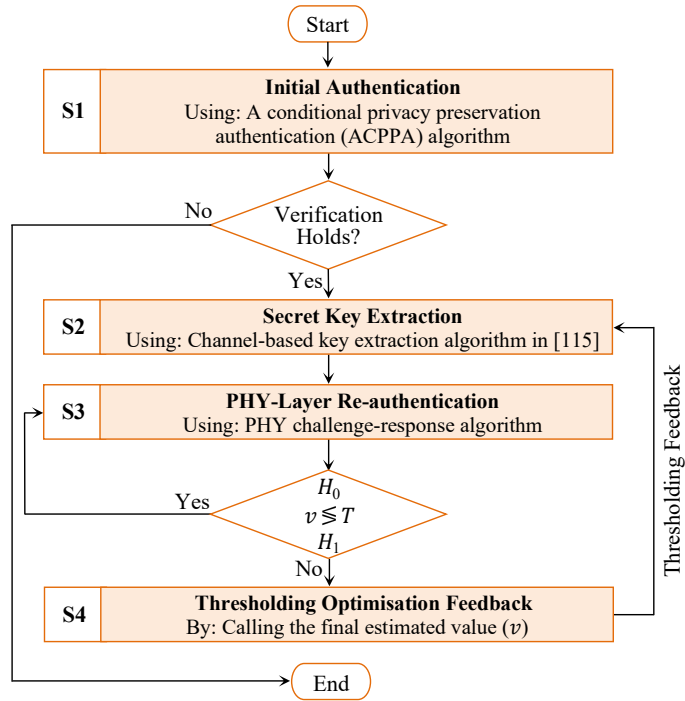 Start
S1
Initial Authentication
Using: A conditional privacy preservation
authentication (ACPPA) algorithm
No
Verification
Holds?
Yes
S2
Secret Key Extraction
Using: Channel-based key extraction algorithm in [115]
S3
PHY-Layer Re-authentication
Using: PHY challenge-response algorithm
Yes
H₀
v ⋚ T
H₁
No
Thresholding Feedback
S4
Thresholding Optimisation Feedback
By: Calling the final estimated value (v)
End